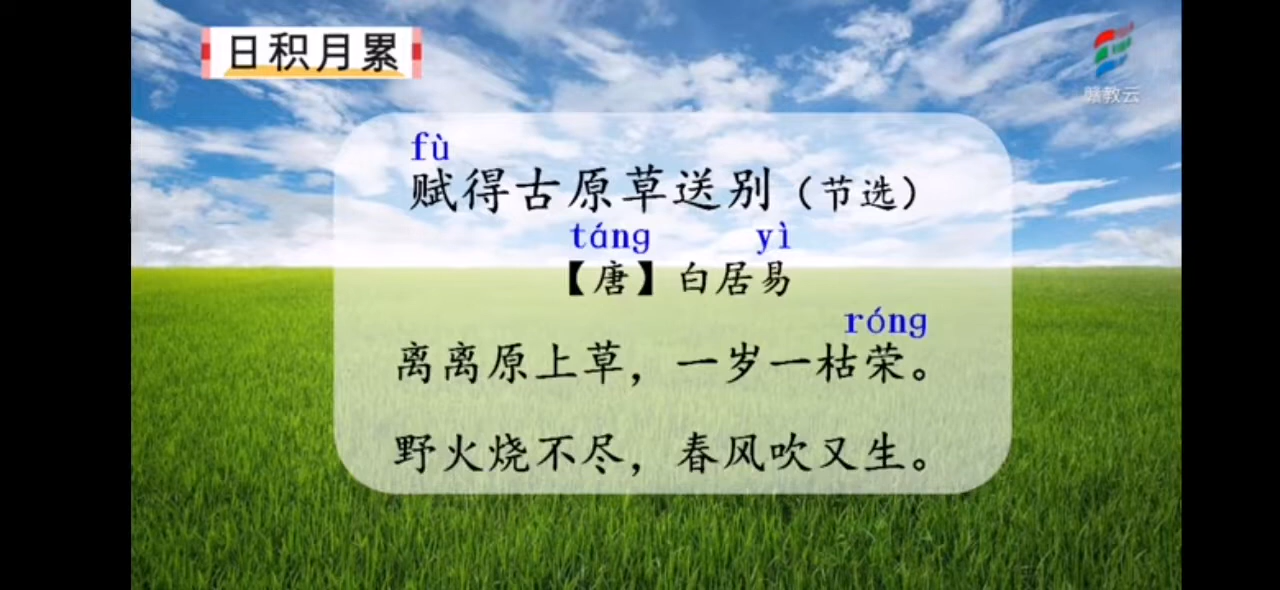 日积月累
赣教云
fù
赋得古原草送别（节选）
táng yì
【唐】白居易
róng
离离原上草，一岁一枯荣。
野火烧不尽，春风吹又生。